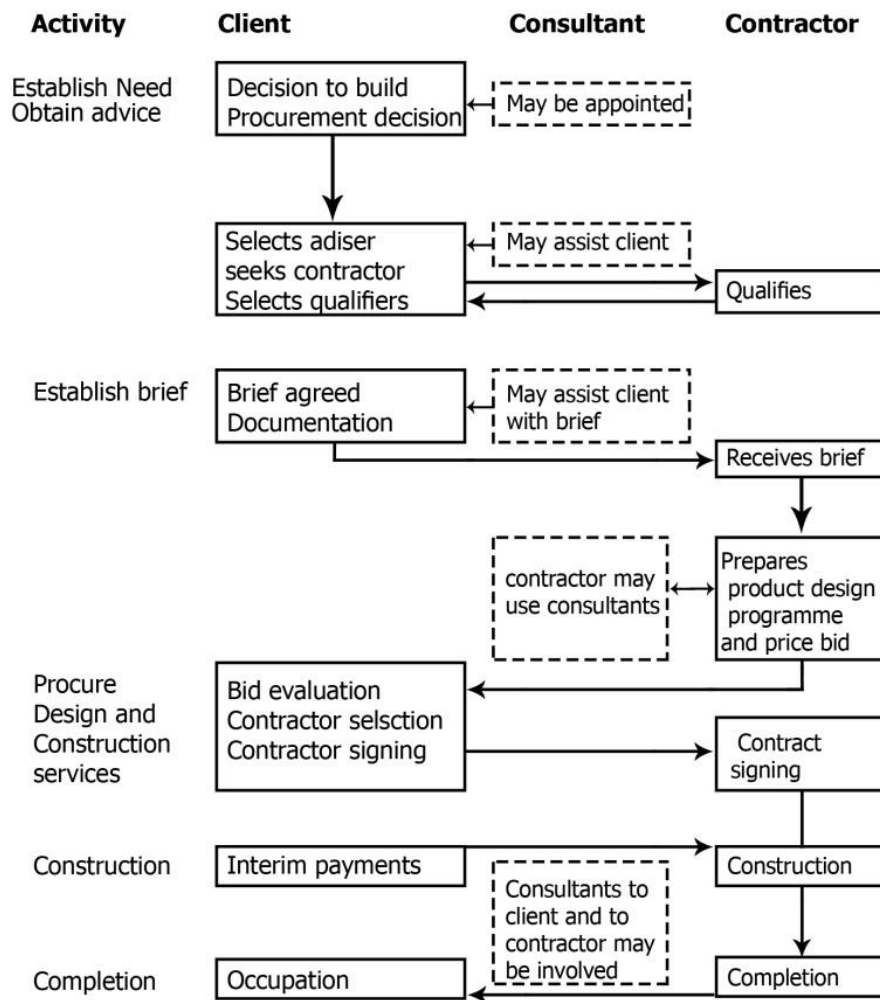 Activity Client Consultant Contractor
Establish Need
Obtain advice
Decision to build
Procurement decision
May be appointed
Selects adiser
seeks contractor
Selects qualifiers
May assist client
Qualifies
Establish brief
Brief agreed
Documentation
May assist client
with brief
Receives brief
contractor may
use consultants
Prepares
product design
programme
and price bid
Procure
Design and
Construction
services
Bid evaluation
Contractor selsction
Contractor signing
Contract
signing
Construction
Interim payments
Construction
Consultants to
client and to
contractor may
be involved
Completion
Occupation
Completion